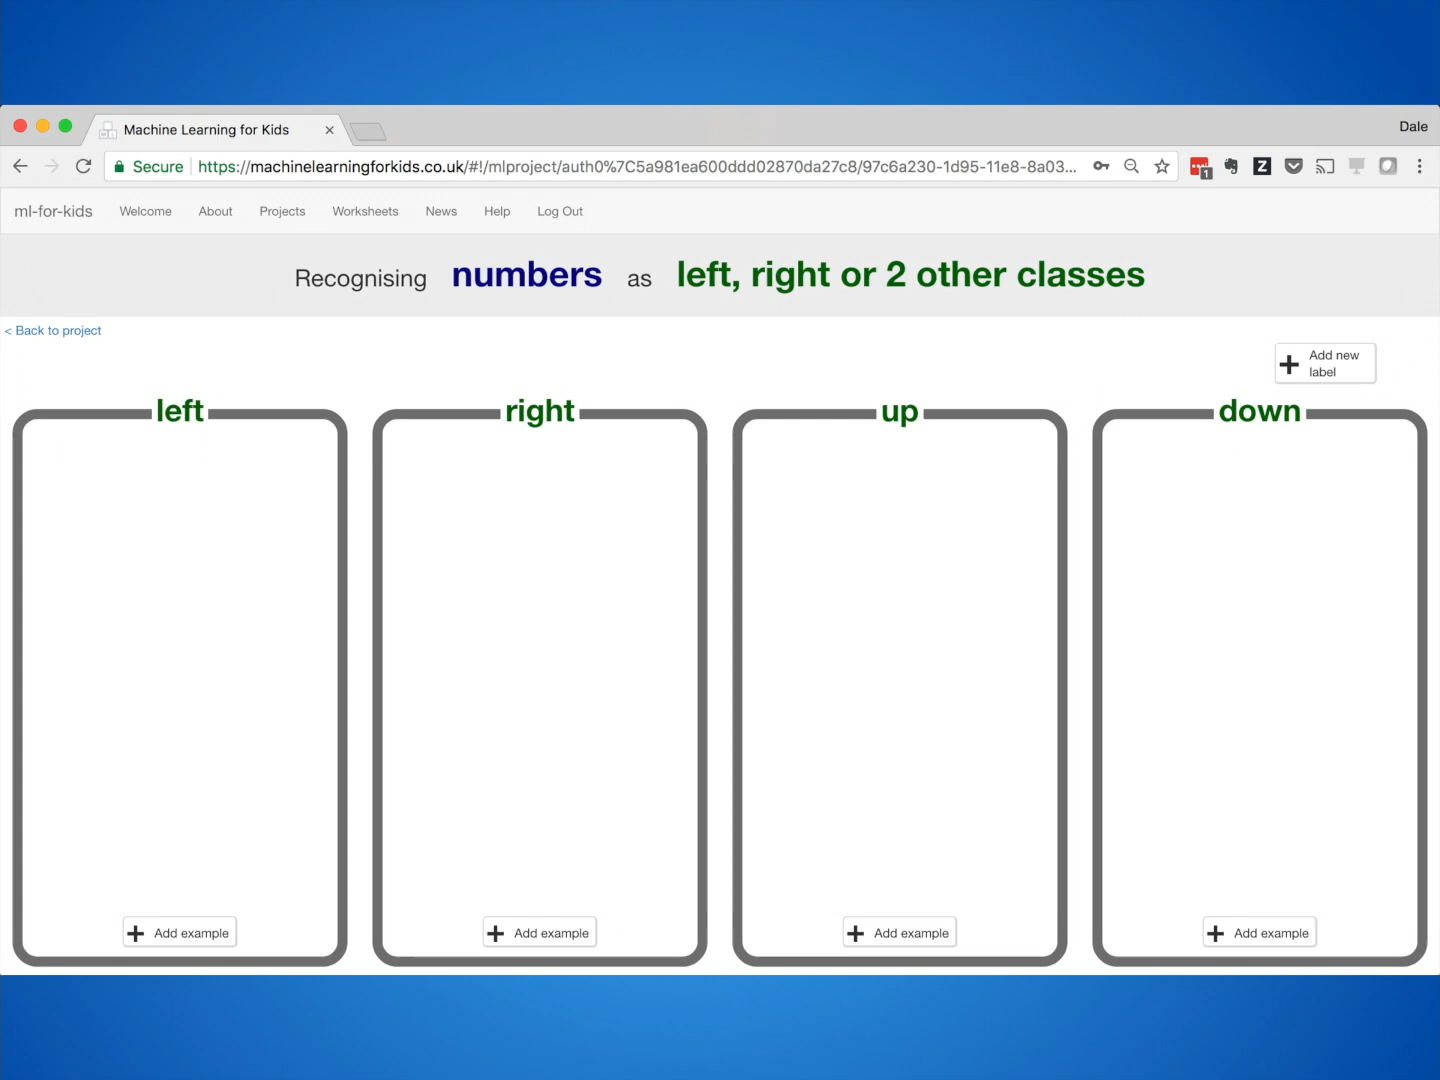 Machine Learning for Kids
Dale
Secure https://machinelearningforkids.co.uk/#!/mlproject/auth0%7C5a981ea600ddd02870da27c8/97c6a230-1d95-11e8-8a03...
1
Z
ml-for-kids Welcome About Projects Worksheets News Help Log Out
Recognising numbers as left, right or 2 other classes
< Back to project
Add new
label
left right up down
Add example Add example Add example Add example